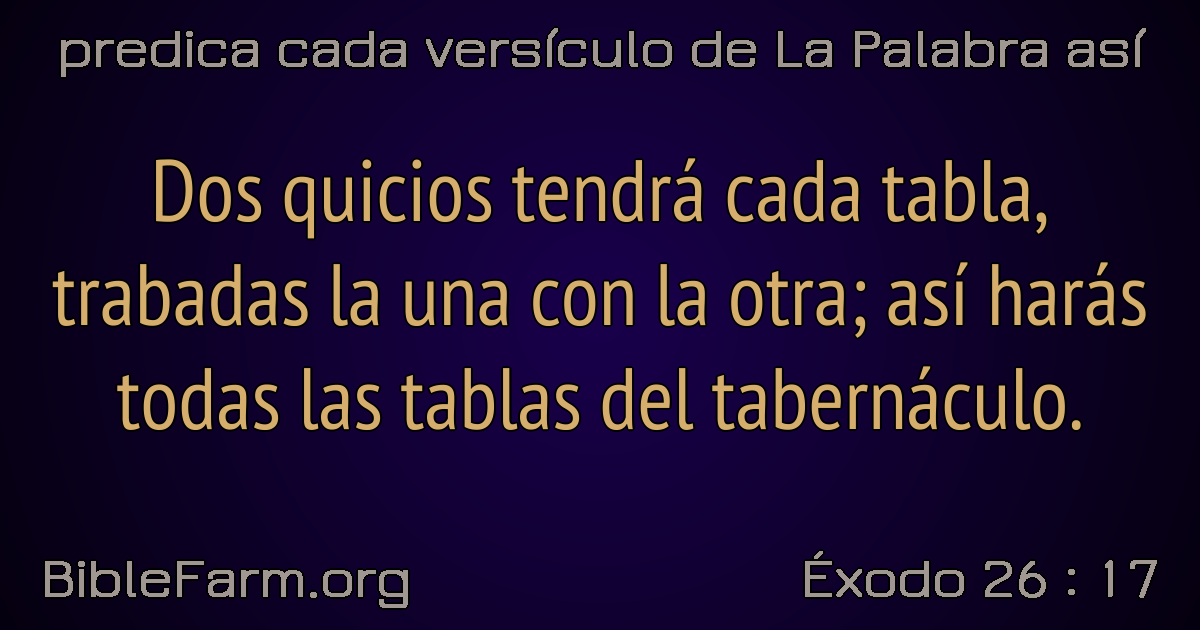 predica cada versículo de La Palabra así
Dos quicios tendrá cada tabla,
trabadas la una con la otra; así harás
todas las tablas del tabernáculo.
BibleFarm.org
Éxodo 26 : 17